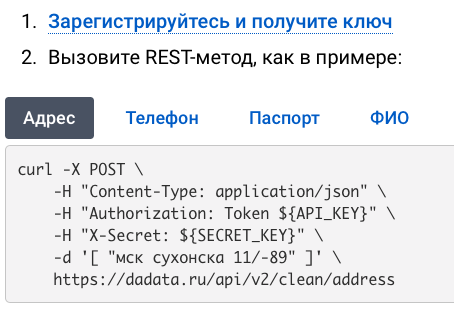 1. Зарегистрируйтесь и получите ключ
2. Вызовите REST-метод, как в примере:
Адрес Телефон Паспорт ФИО
curl -X POST \
-H "Content-Type: application/json" \
-H "Authorization: Token ${API_KEY}" \
-H "X-Secret: ${SECRET_KEY}" \
-d '[ "мск сухонска 11/-89" ]' \
https://dadata.ru/api/v2/clean/address